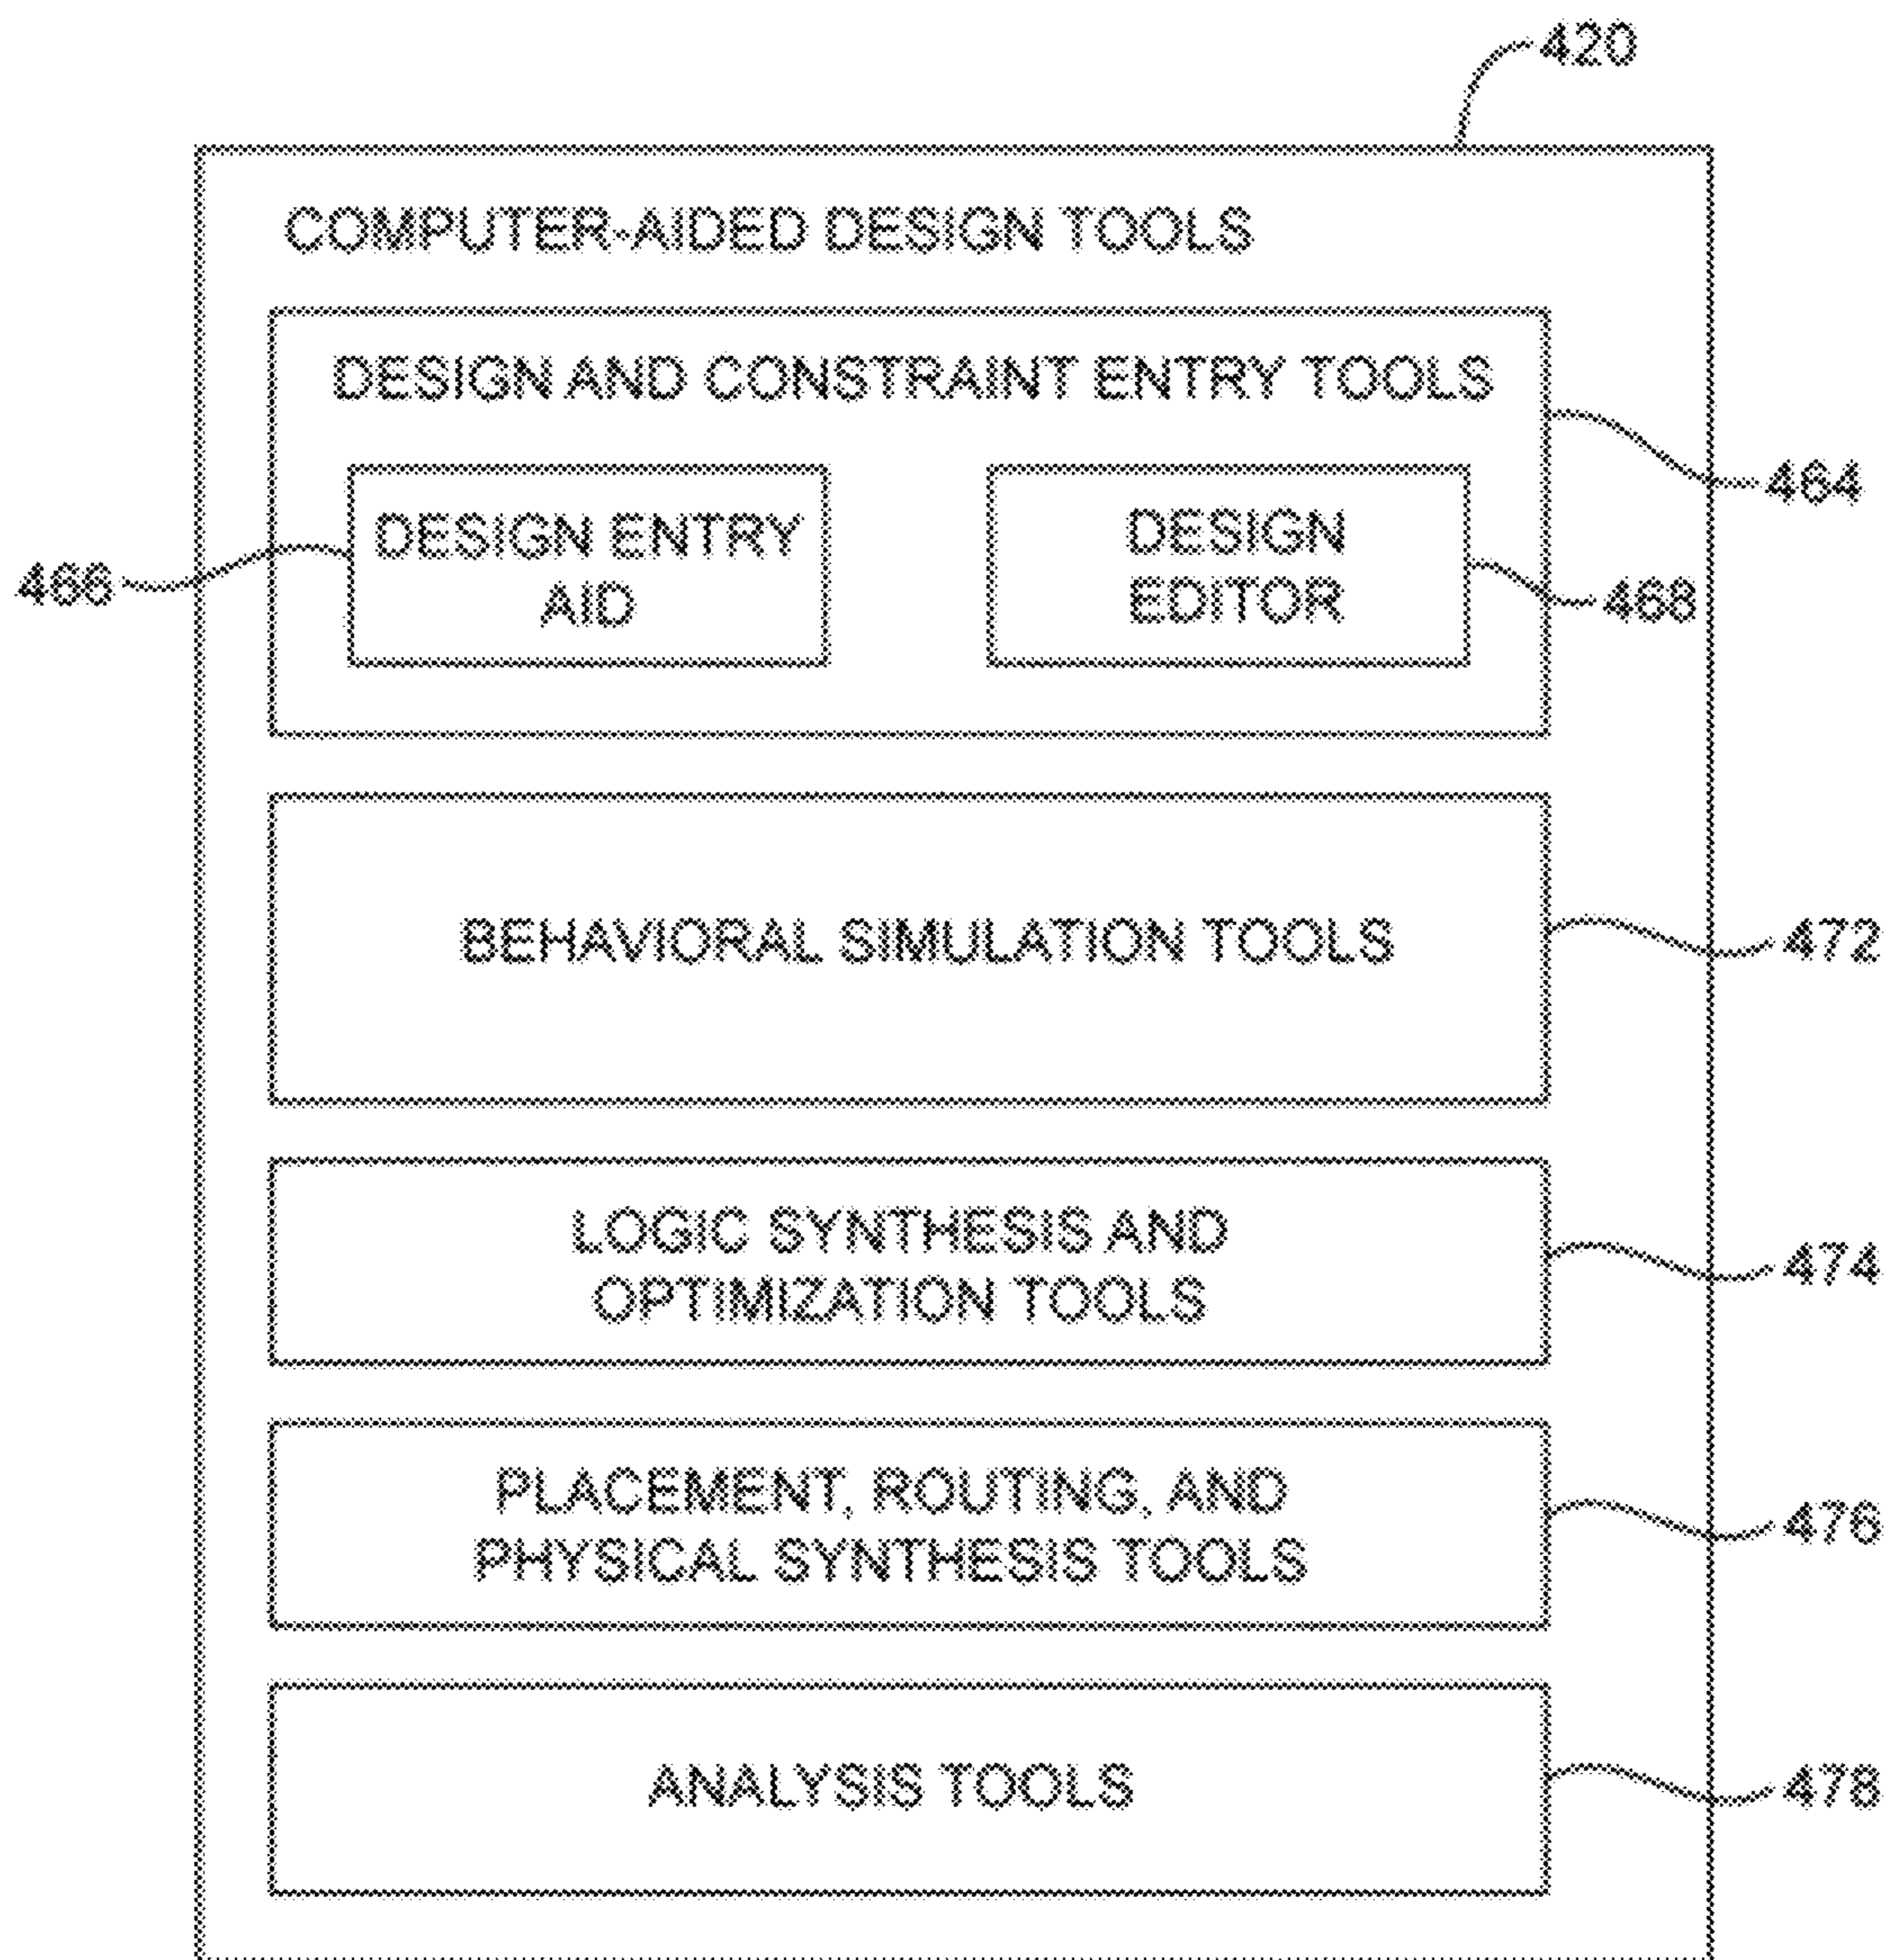 420
COMPUTER-AIDED DESIGN TOOLS
DESIGN AND CONSTRAINT ENTRY TOOLS
464
DESIGN ENTRY
AID
466
DESIGN
EDITOR
468
BEHAVIORAL SIMULATION TOOLS
472
LOGIC SYNTHESIS AND
OPTIMIZATION TOOLS
474
PLACEMENT, ROUTING, AND
PHYSICAL SYNTHESIS TOOLS
476
ANALYSIS TOOLS
478